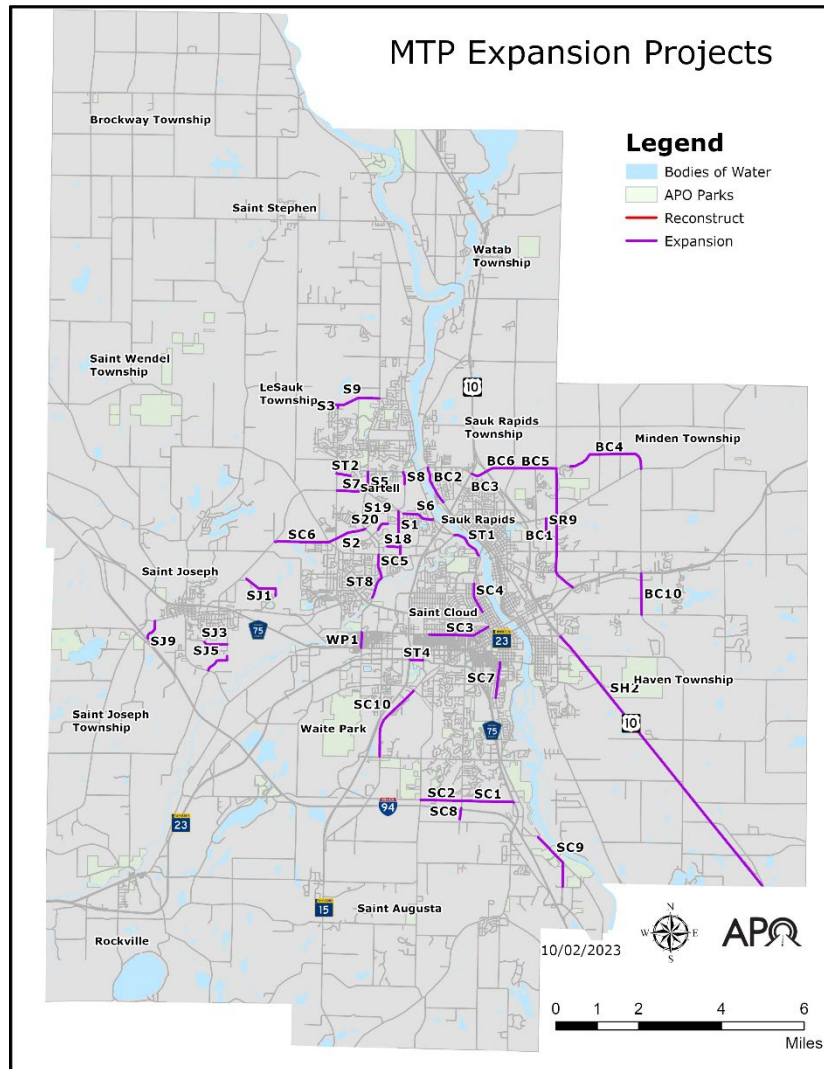 MTP Expansion Projects
Legend
Bodies of Water
APO Parks
Reconstruct
Expansion
Brockway Township
Saint Stephen
Watab
Township
Saint Wendel
Township
LeSauk
Township
S9
S3
10
Sauk Rapids
Township
Minden Township
BC4
BC6 BC5
BC3
ST2
S7
S5
Sartell
S8
BC2
S19
S20
S1
S6
Sauk Rapids
SR9
BC1
SC6
S2
S18
ST1
SC5
Saint Joseph
ST8
SJ1
SC4
BC10
Saint Cloud
SJ9
SJ3
75
WP1
SC3
23
SJ5
ST4
SC7
SH2
Haven Township
10
Saint Joseph
Township
SC10
Waite Park
75
SC2 SC1
94
SC8
23
SC9
15
Saint Augusta
Rockville
10/02/2023
N
W E
S
APO
0 1 2 4 6
Miles